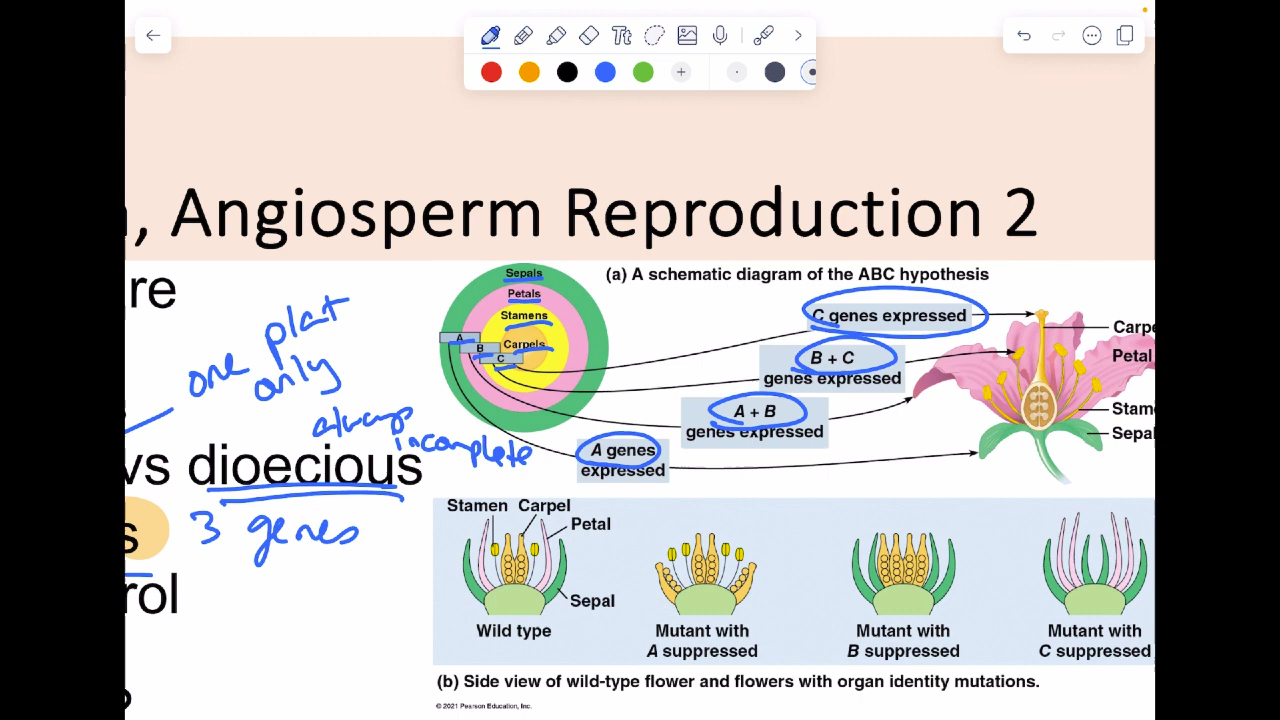 Tt
, Angiosperm Reproduction 2
re
one plant
only
always
incomplete
vs dioecious
s
3 genes
rol
(a) A schematic diagram of the ABC hypothesis
Sepals
Petals
Stamens
Carpels
A
B
C
C genes expressed
B + C
genes expressed
A + B
genes expressed
A genes
expressed
Carpe
Petal
Stam
Sepal
Stamen
Carpel
Petal
Sepal
Wild type
Mutant with
A suppressed
Mutant with
B suppressed
Mutant with
C suppressed
(b) Side view of wild-type flower and flowers with organ identity mutations.
© 2021 Pearson Education, Inc.